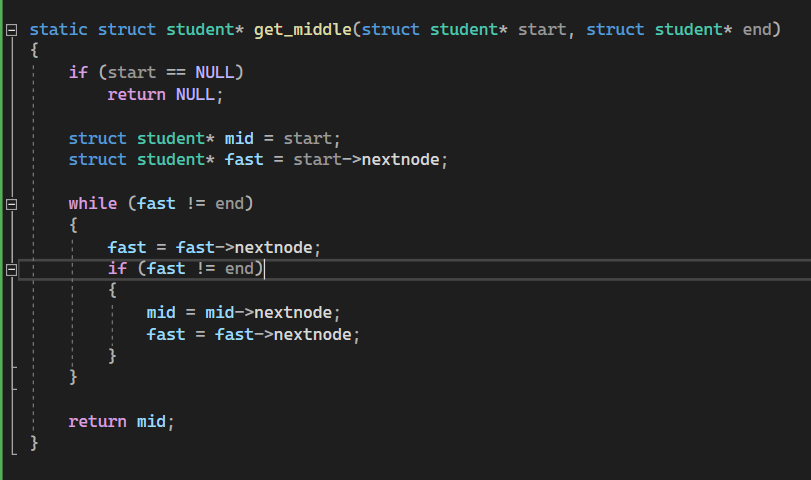 static struct student* get_middle(struct student* start, struct student* end)
{
    if (start == NULL)
        return NULL;

    struct student* mid = start;
    struct student* fast = start->nextnode;

    while (fast != end)
    {
        fast = fast->nextnode;
        if (fast != end)
        {
            mid = mid->nextnode;
            fast = fast->nextnode;
        }
    }

    return mid;
}